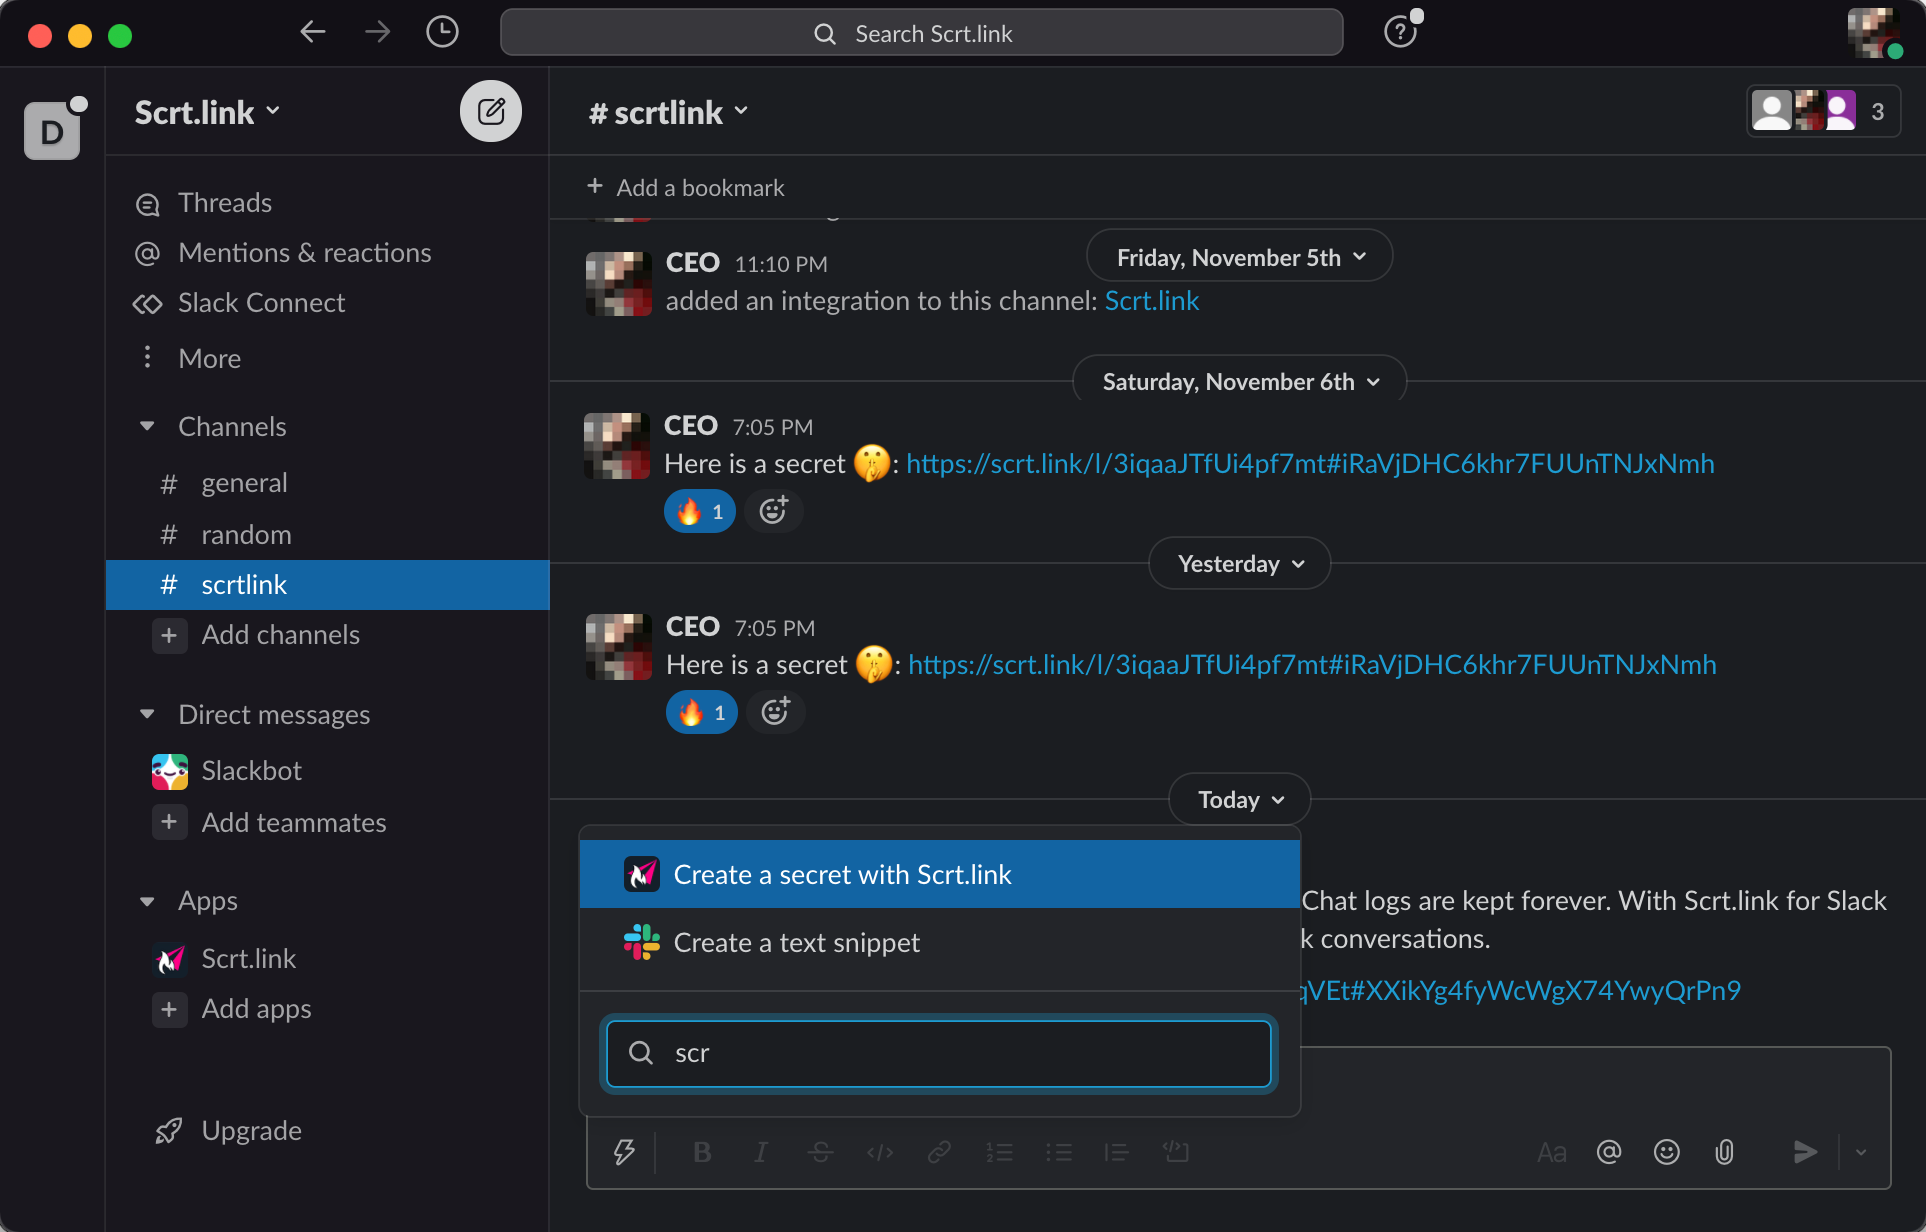 Search Scrt.link
?
D
Scrt.link
Threads
Mentions & reactions
Slack Connect
More
Channels
# general
# random
# scrtlink
+ Add channels
Direct messages
Slackbot
+ Add teammates
Apps
Scrt.link
+ Add apps
Upgrade
# scrtlink
3
+ Add a bookmark
Friday, November 5th
CEO 11:10 PM
added an integration to this channel: Scrt.link
Saturday, November 6th
CEO 7:05 PM
Here is a secret 🤫: https://scrt.link/l/3iqaaJTfUi4pf7mt#iRaVjDHC6khr7FUUnTNJxNmh
🔥 1
Yesterday
CEO 7:05 PM
Here is a secret 🤫: https://scrt.link/l/3iqaaJTfUi4pf7mt#iRaVjDHC6khr7FUUnTNJxNmh
🔥 1
Today
Chat logs are kept forever. With Scrt.link for Slack
k conversations.
qVEt#XXikYg4fyWcWgX74YwyQrPn9
Create a secret with Scrt.link
Create a text snippet
scr
B I S </> Aa @